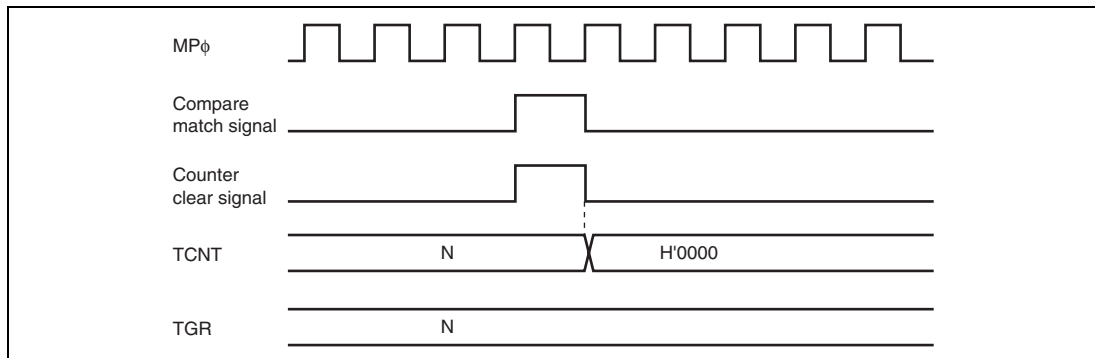 MPφ
Compare
match signal
Counter
clear signal
TCNT
N
H'0000
TGR
N